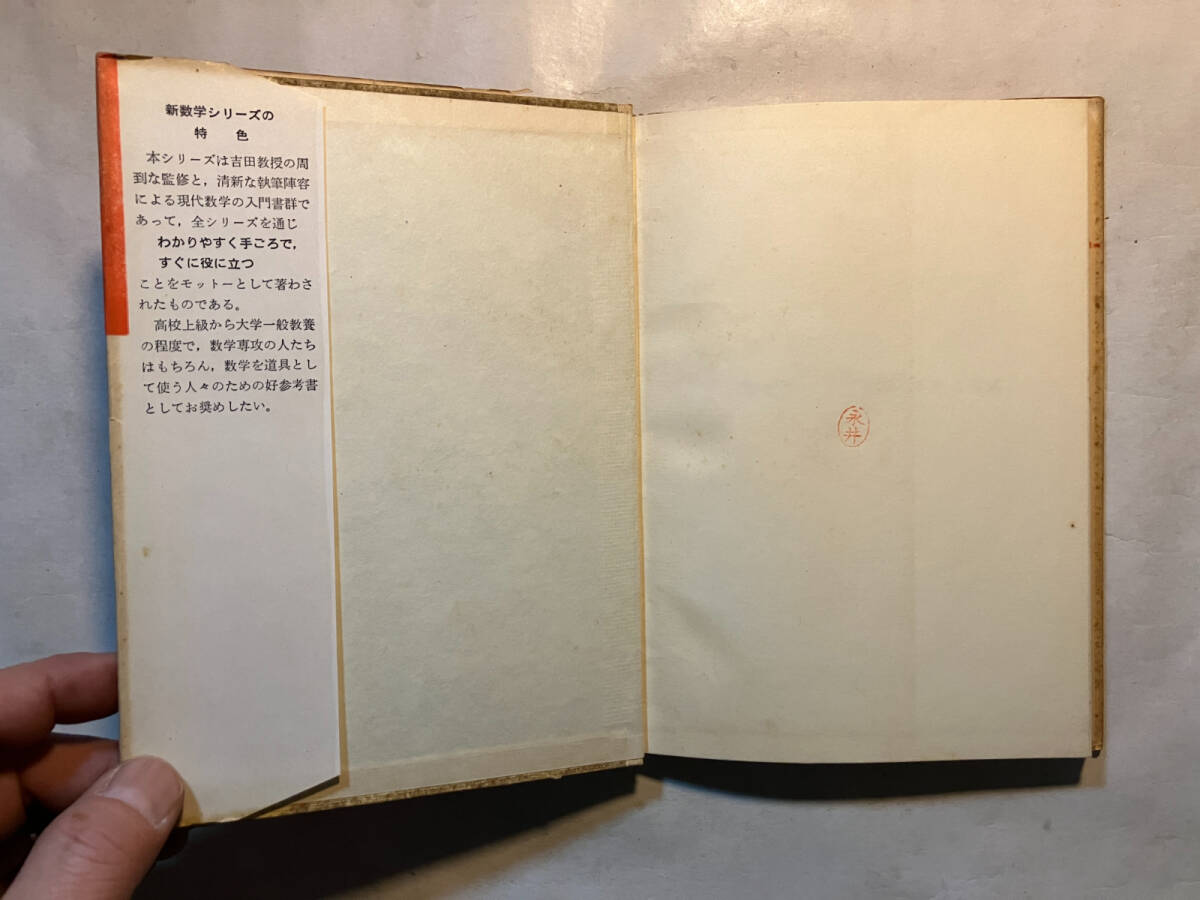 新数学シリーズの
特色
本シリーズは吉田教授の周
到な監修と，清新な執筆陣容
による現代数学の入門書群で
あって，全シリーズを通じ
わかりやすく手ごろで，
すぐに役に立つ
ことをモットーとして著わさ
れたものである。
高校上級から大学一般教養
の程度で，数学専攻の人たち
はもちろん，数学を道具とし
て使う人々のための好参考書
としてお奨めしたい。
永井